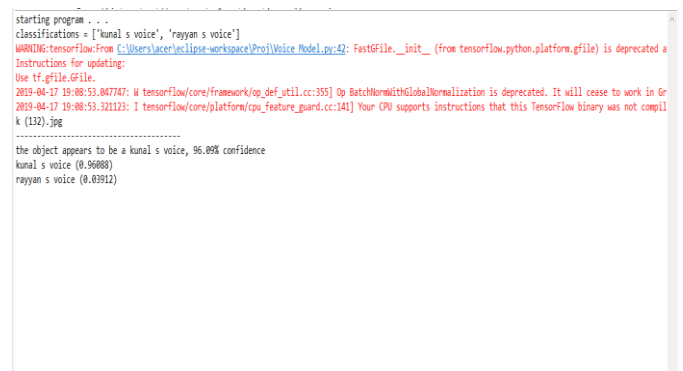 starting program . . .
classifications = ['kunal s voice', 'rayyan s voice']
WARNING:tensorflow:From C:\Users\acer\eclipse-workspace\Proj\Voice Model.py:42: FastGFile.__init__ (from tensorflow.python.platform.gfile) is deprecated a
Instructions for updating:
Use tf.gfile.GFile.
2019-04-17 19:08:53.047747: W tensorflow/core/framework/op_def_util.cc:355] Op BatchNormWithGlobalNormalization is deprecated. It will cease to work in Gr
2019-04-17 19:08:53.321123: I tensorflow/core/platform/cpu_feature_guard.cc:141] Your CPU supports instructions that this TensorFlow binary was not compil
k (132).jpg
---------------------------------------
the object appears to be a kunal s voice, 96.09% confidence
kunal s voice (0.96088)
rayyan s voice (0.03912)